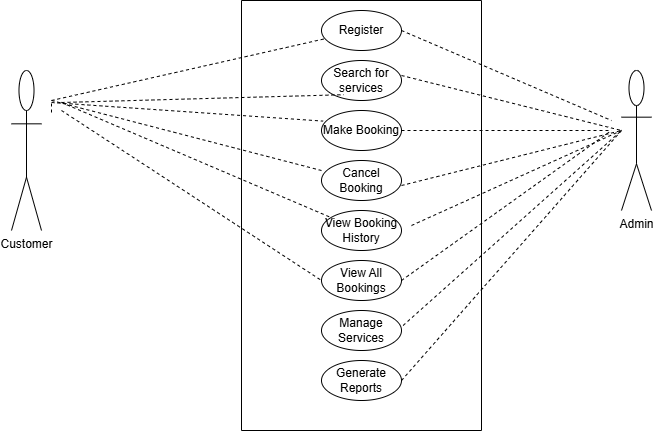 Register
Search for
services
Make Booking
Cancel
Booking
View Booking
History
View All
Bookings
Manage
Services
Generate
Reports
Customer
Admin